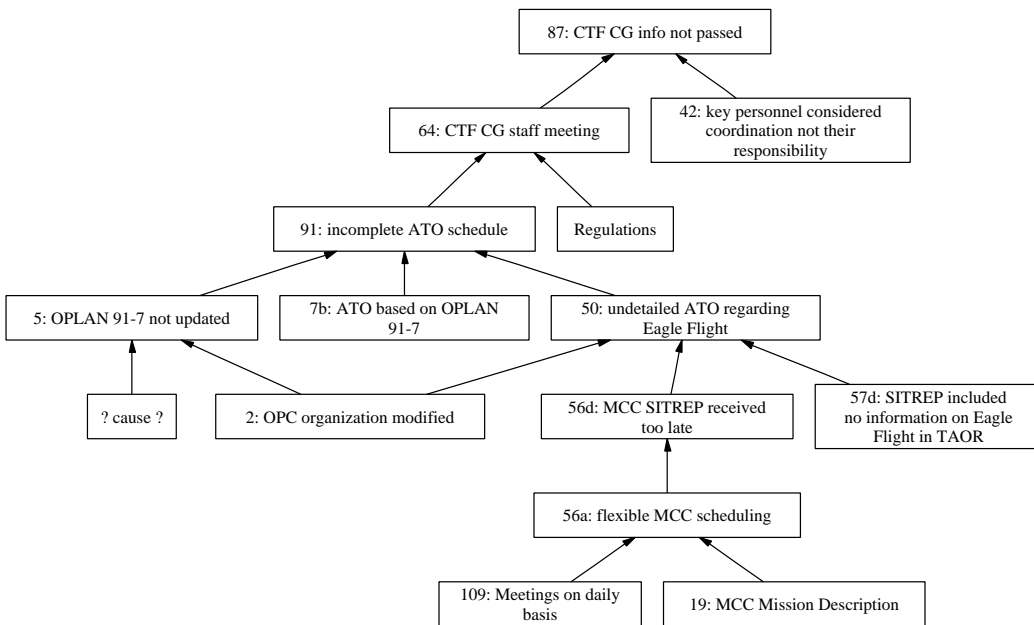 87: CTF CG info not passed
64: CTF CG staff meeting
42: key personnel considered
coordination not their
responsibility
91: incomplete ATO schedule
Regulations
5: OPLAN 91-7 not updated
7b: ATO based on OPLAN
91-7
50: undetailed ATO regarding
Eagle Flight
? cause ?
2: OPC organization modified
56d: MCC SITREP received
too late
57d: SITREP included
no information on Eagle
Flight in TAOR
56a: flexible MCC scheduling
109: Meetings on daily
basis
19: MCC Mission Description